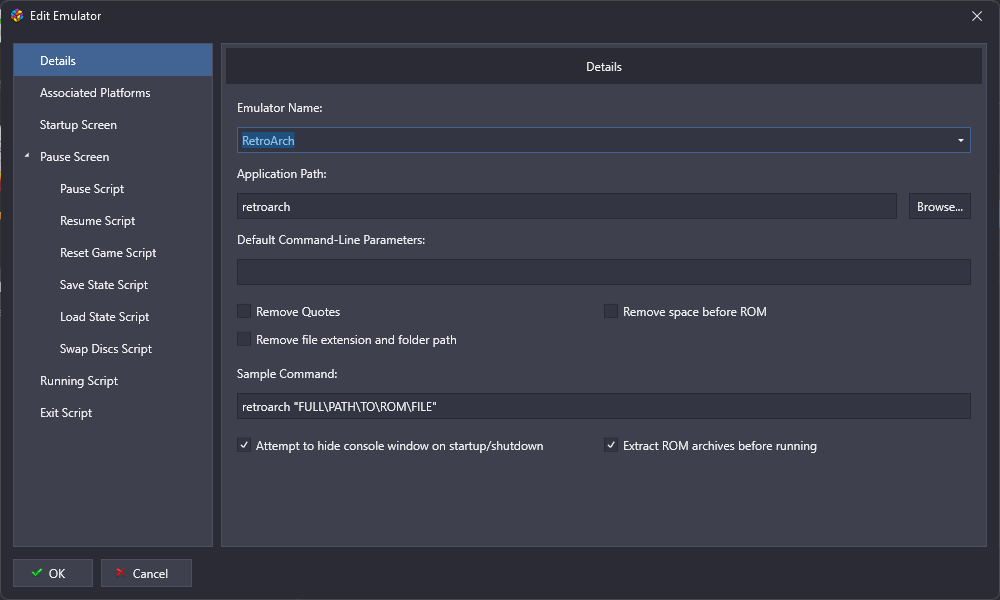 Edit Emulator
Details
Associated Platforms
Startup Screen
Pause Screen
Pause Script
Resume Script
Reset Game Script
Save State Script
Load State Script
Swap Discs Script
Running Script
Exit Script
Details
Emulator Name:
RetroArch
Application Path:
retroarch
Browse...
Default Command-Line Parameters:
Remove Quotes
Remove space before ROM
Remove file extension and folder path
Sample Command:
retroarch "FULL\PATH\TO\ROM\FILE"
Attempt to hide console window on startup/shutdown
Extract ROM archives before running
OK
Cancel